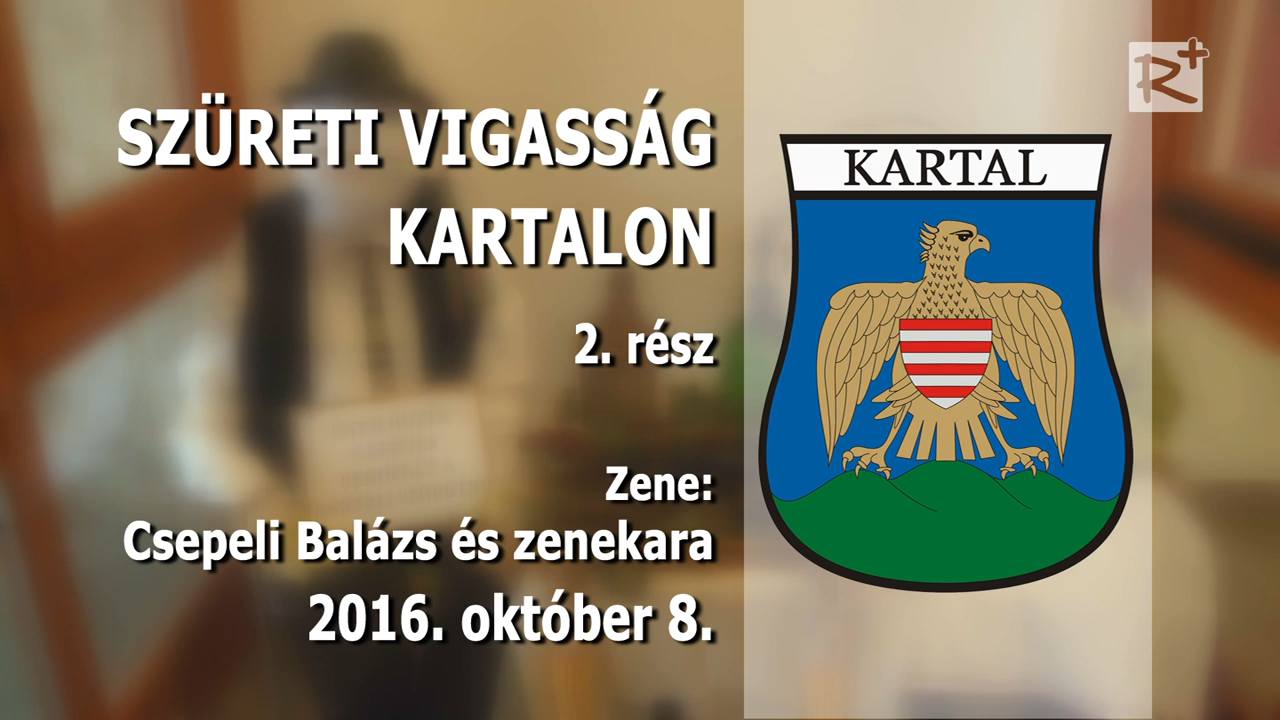 SZÜRETI VIGASSÁG
KARTALON
2. rész
Zene:
Csepeli Balázs és zenekara
2016. október 8.
KARTAL
R+